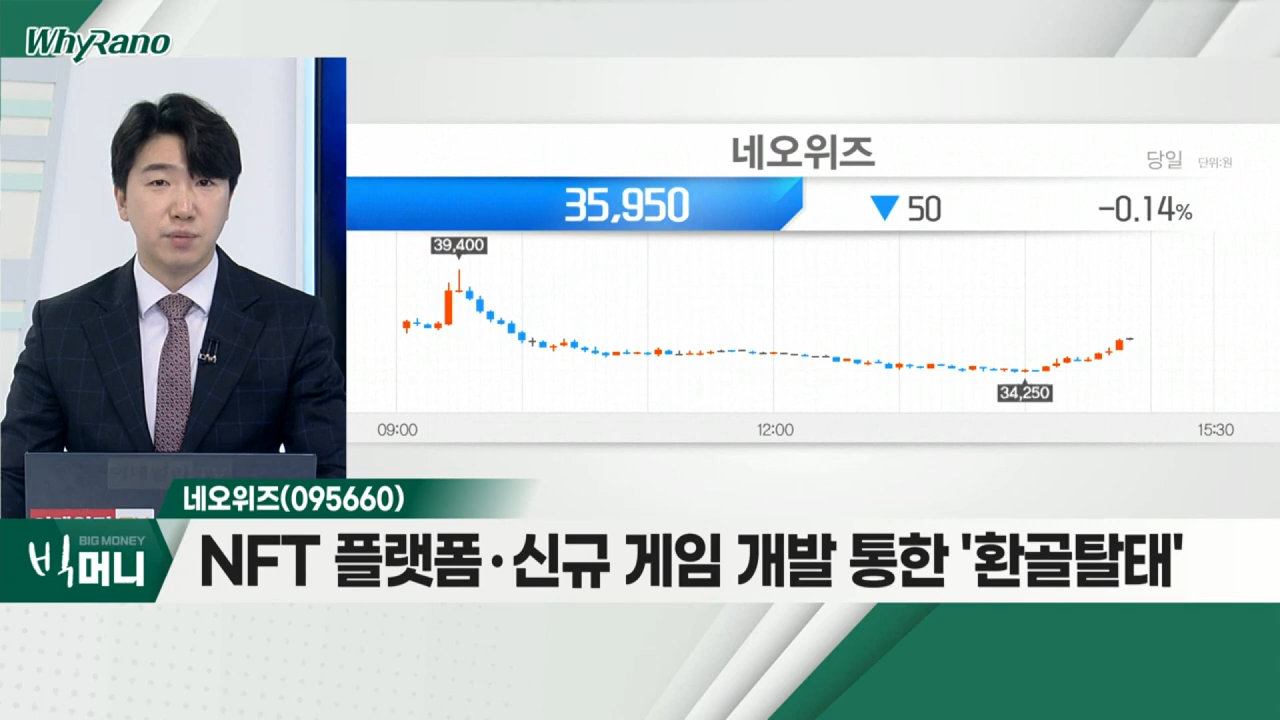 WhyRano
네오위즈
당일 단위:원
35,950 ▼50 -0.14%
39,400
34,250
09:00 12:00 15:30
네오위즈(095660)
BIG MONEY
빅머니
NFT 플랫폼·신규 게임 개발 통한 '환골탈태'